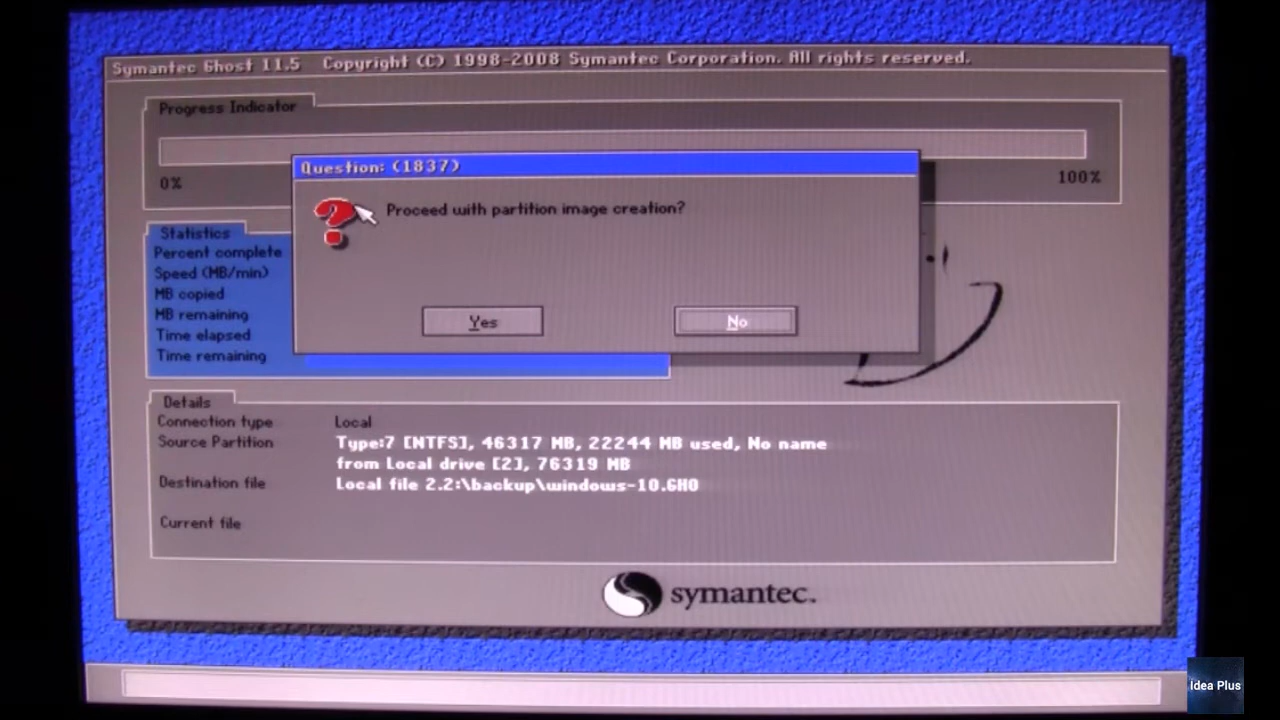 Symantec Ghost 11.5 Copyright (C) 1998-2008 Symantec Corporation. All rights reserved.
Progress Indicator
0%
100%
Question: (1837)
Proceed with partition image creation?
Yes
No
Statistics
Percent complete
Speed (MB/min)
MB copied
MB remaining
Time elapsed
Time remaining
Details
Connection type Local
Source Partition Type:7 [NTFS], 46317 MB, 22244 MB used, No name
from Local drive [2], 76319 MB
Destination file Local file 2.2:\backup\windows-10.GHO
Current file
symantec.
Idea Plus